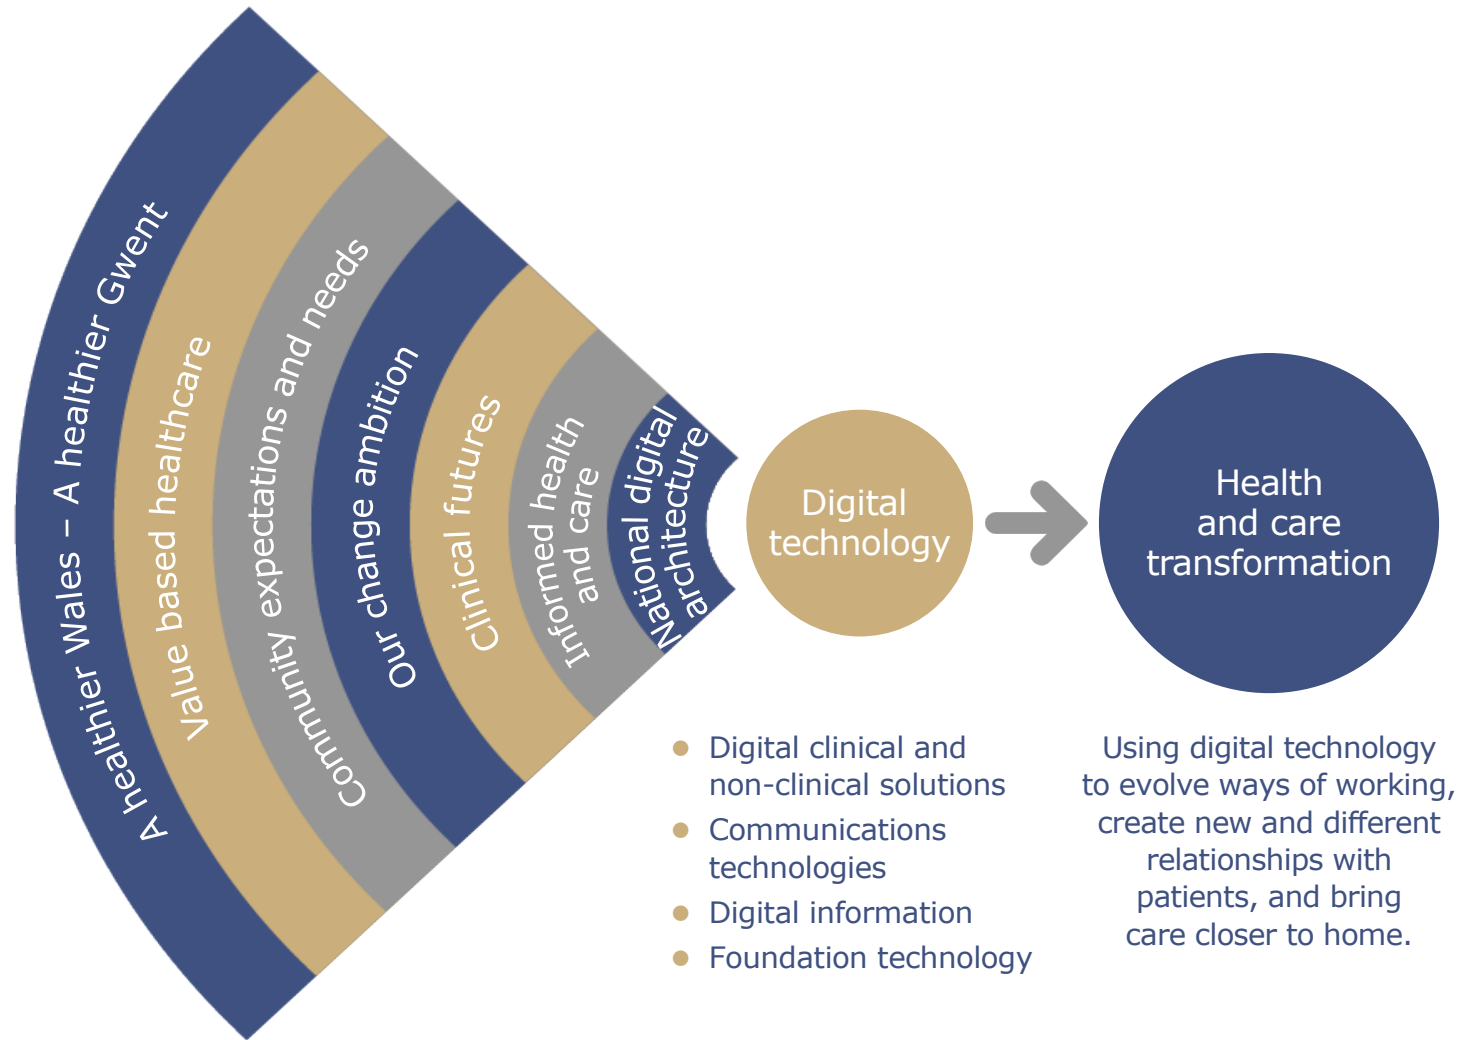 A healthier Wales – A healthier Gwent
Value based healthcare
Community expectations and needs
Our change ambition
Clinical futures
Informed health
and care
National digital
architecture
Digital
technology
Health
and care
transformation
Digital clinical and
non-clinical solutions
Communications
technologies
Digital information
Foundation technology
Using digital technology
to evolve ways of working,
create new and different
relationships with
patients, and bring
care closer to home.